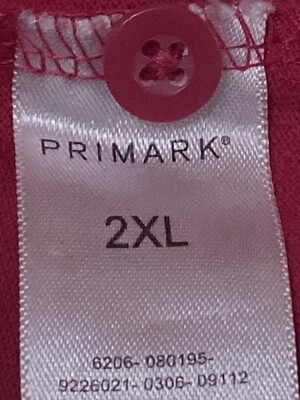 PRIMARK®
2XL
6206- 080195-
9226021- 0306- 09112